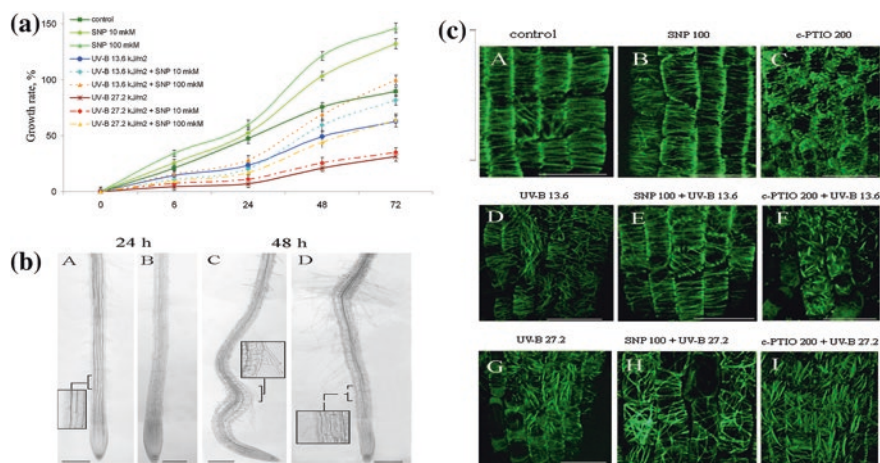 (a)
Growth rate, %
150
100
50
0
0 6 24 48 72
control
SNP 10 mkM
SNP 100 mkM
UV-B 13.6 kJ/m2
UV-B 13.6 kJ/m2 + SNP 10 mkM
UV-B 13.6 kJ/m2 + SNP 100 mkM
UV-B 27.2 kJ/m2
UV-B 27.2 kJ/m2 + SNP 10 mkM
UV-B 27.2 kJ/m2 + SNP 100 mkM
(b)
24 h 48 h
A B C D
(c)
control SNP 100 c-PTIO 200
A B C
UV-B 13.6 SNP 100 + UV-B 13.6 c-PTIO 200 + UV-B 13.6
D E F
UV-B 27.2 SNP 100 + UV-B 27.2 c-PTIO 200 + UV-B 27.2
G H I